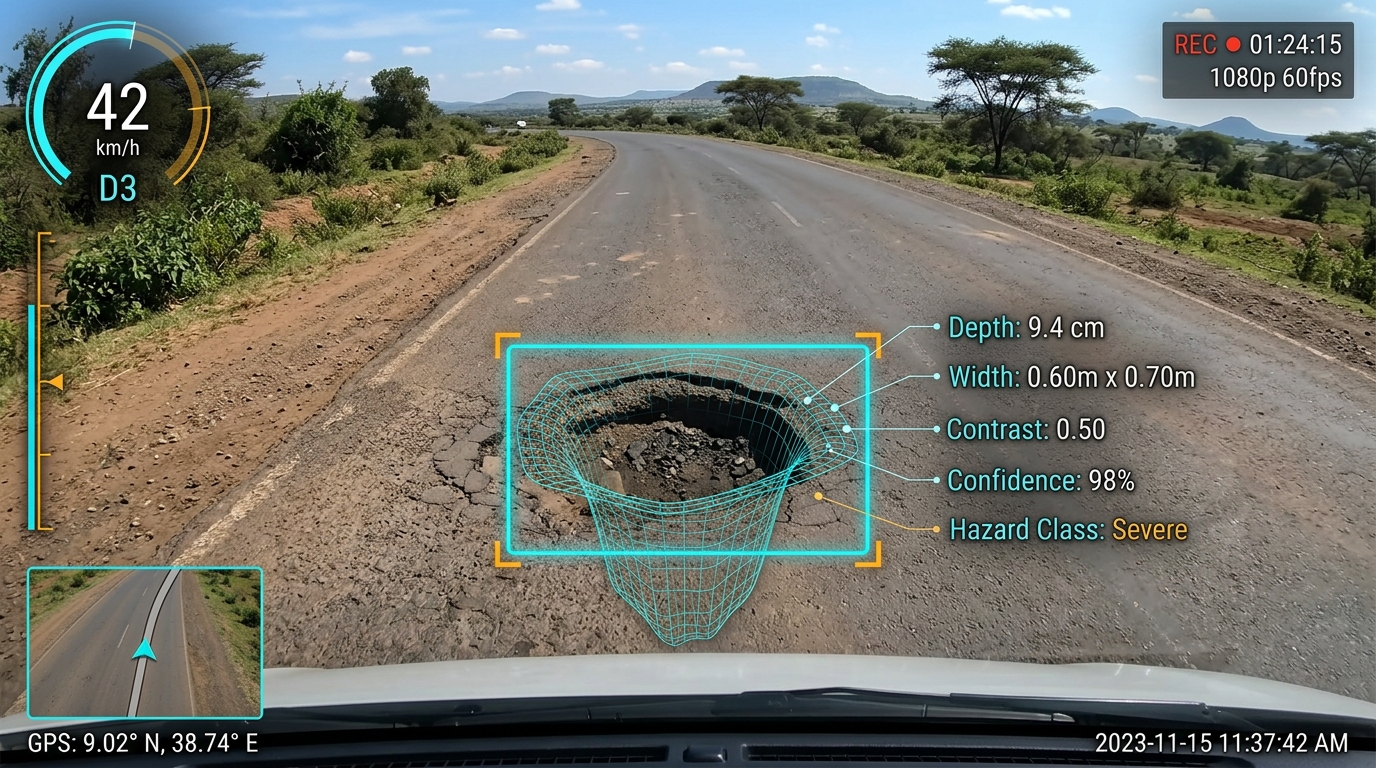 42
km/h
D3
REC 01:24:15
1080p 60fps
Depth: 9.4 cm
Width: 0.60m x 0.70m
Contrast: 0.50
Confidence: 98%
Hazard Class: Severe
GPS: 9.02° N, 38.74° E
2023-11-15 11:37:42 AM